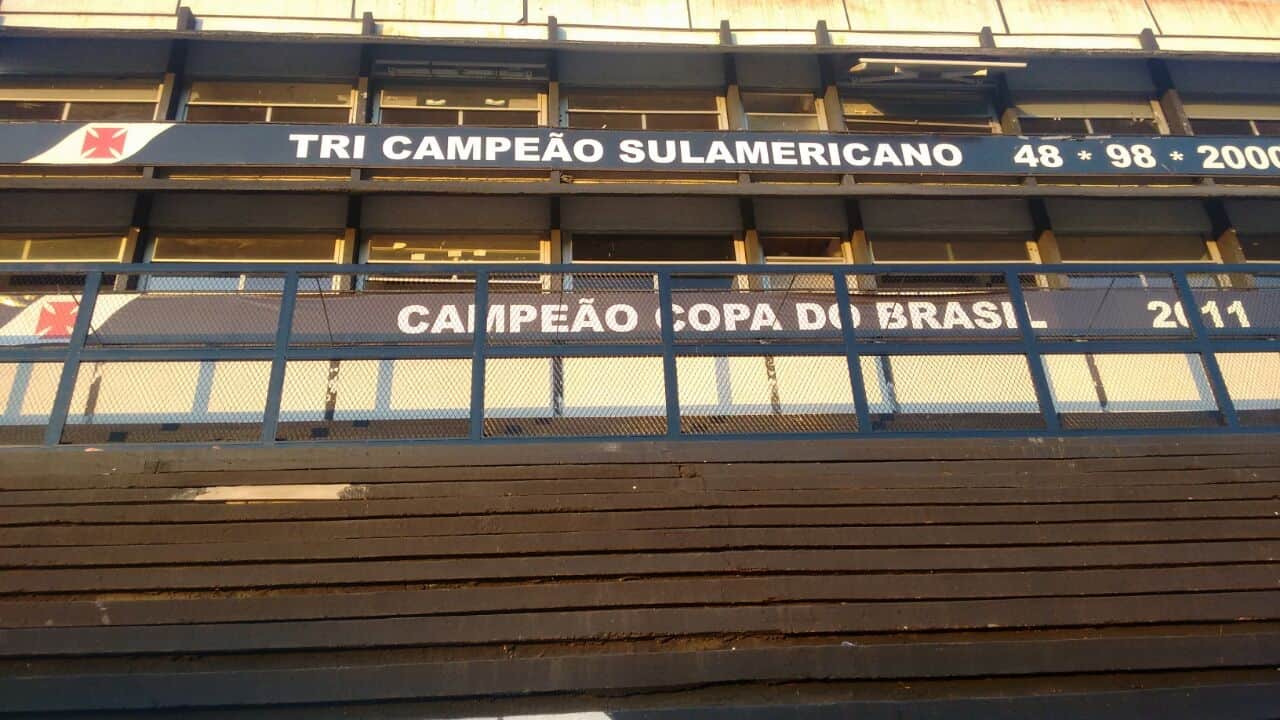 TRI CAMPEÃO SULAMERICANO 48 * 98 * 2000
CAMPEÃO COPA DO BRASIL 2011